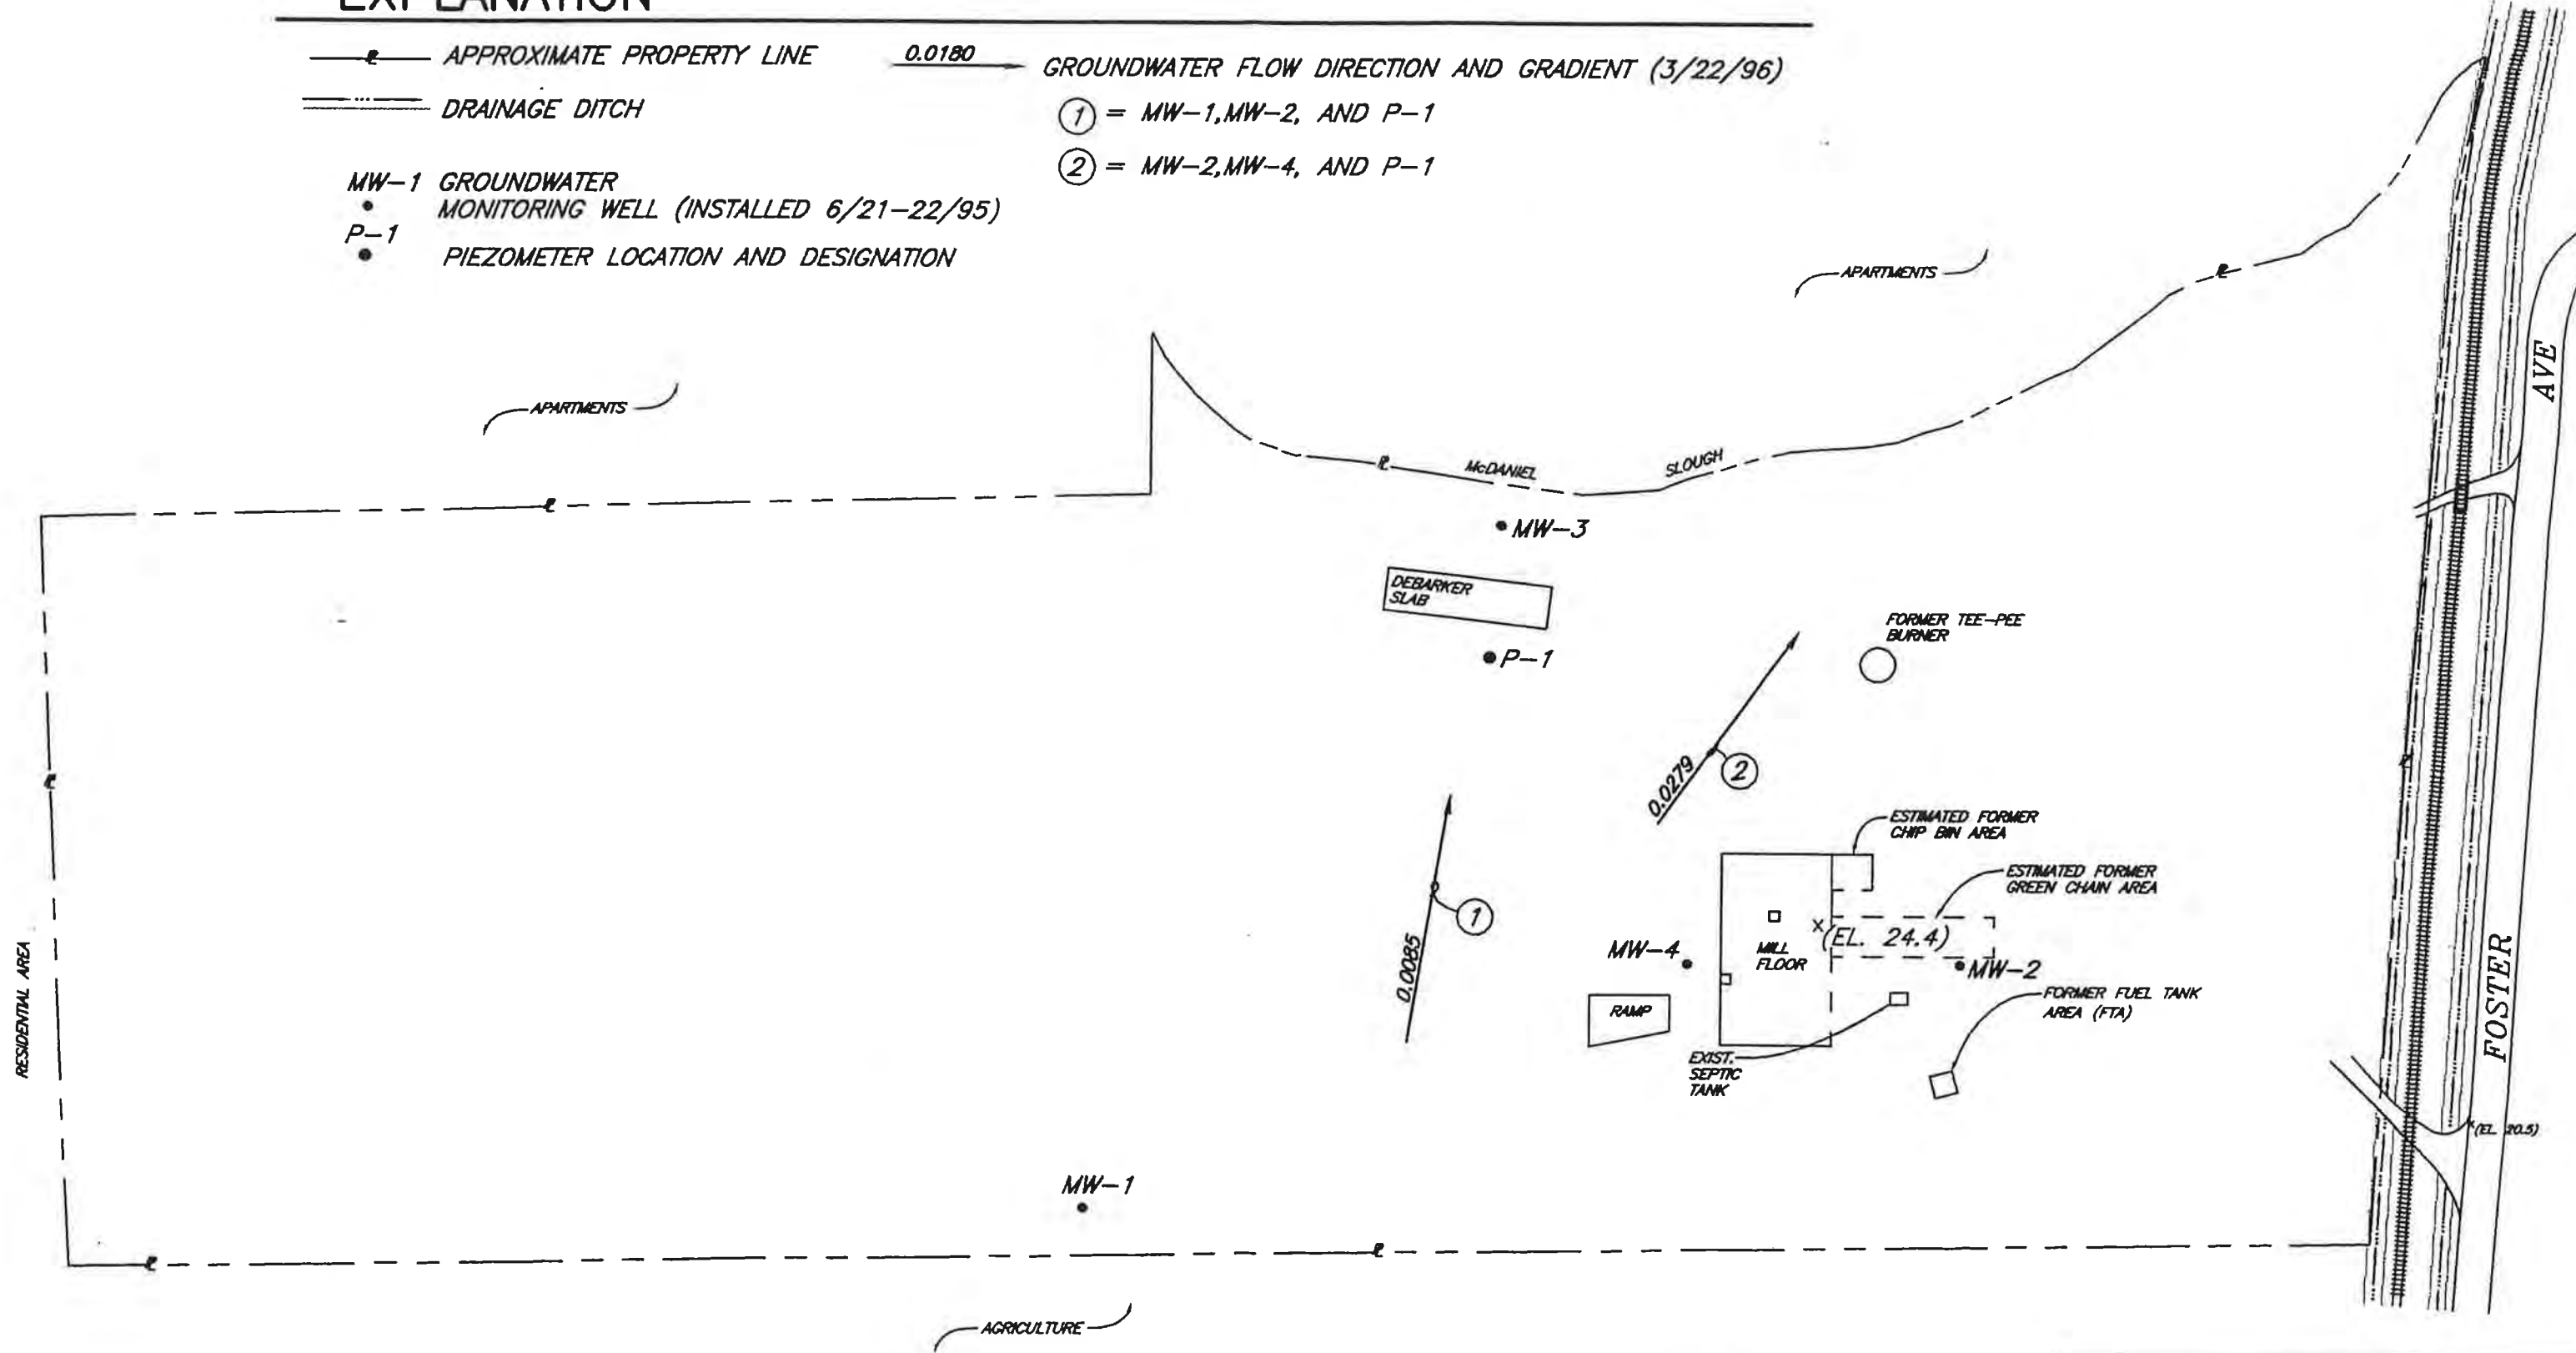 EXPLANATION
APPROXIMATE PROPERTY LINE
DRAINAGE DITCH
MW-1 GROUNDWATER
MONITORING WELL (INSTALLED 6/21-22/95)
P-1
PIEZOMETER LOCATION AND DESIGNATION
0.0180
GROUNDWATER FLOW DIRECTION AND GRADIENT (3/22/96)
1 = MW-1,MW-2, AND P-1
2 = MW-2,MW-4, AND P-1
APARTMENTS
APARTMENTS
McDANIEL SLOUGH
AVE
MW-3
DEBARKER
SLAB
P-1
FORMER TEE-PEE
BURNER
0.0279
2
ESTIMATED FORMER
CHIP BIN AREA
ESTIMATED FORMER
GREEN CHAIN AREA
0.0085
1
MW-4
MILL
FLOOR
x(EL. 24.4)
MW-2
RAMP
FORMER FUEL TANK
AREA (FTA)
EXIST.
SEPTIC
TANK
RESIDENTIAL AREA
FOSTER
x(EL. 20.5)
MW-1
AGRICULTURE